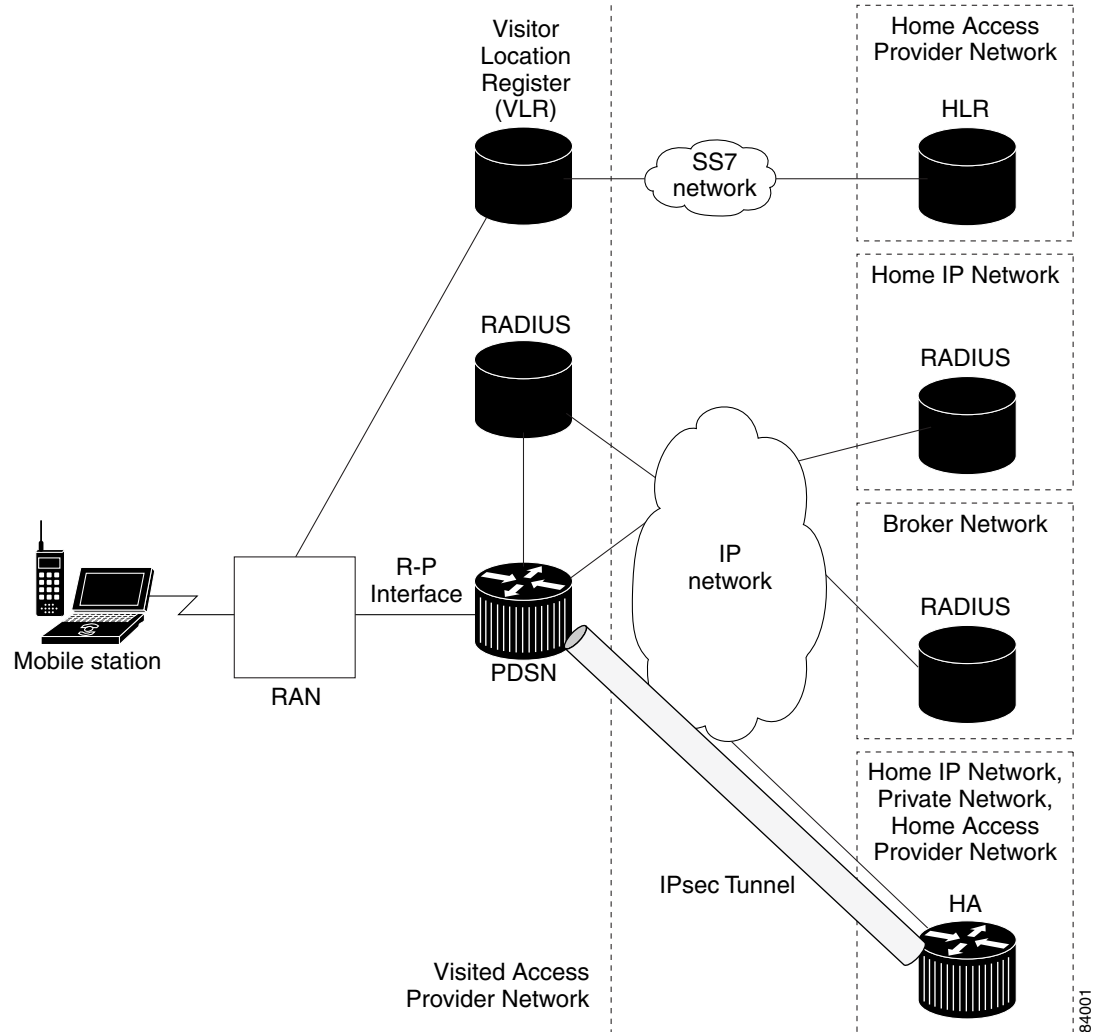 Visitor
Location
Register
(VLR)
Home Access
Provider Network
HLR
SS7
network
Home IP Network
RADIUS
RADIUS
Broker Network
IP
network
R-P
Interface
RADIUS
Mobile station
RAN
PDSN
Home IP Network,
Private Network,
Home Access
Provider Network
IPsec Tunnel
HA
Visited Access
Provider Network
84001